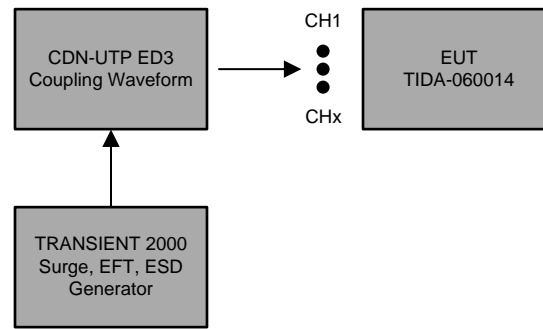 CDN-UTP ED3
Coupling Waveform
CH1
CHx
EUT
TIDA-060014
TRANSIENT 2000
Surge, EFT, ESD
Generator